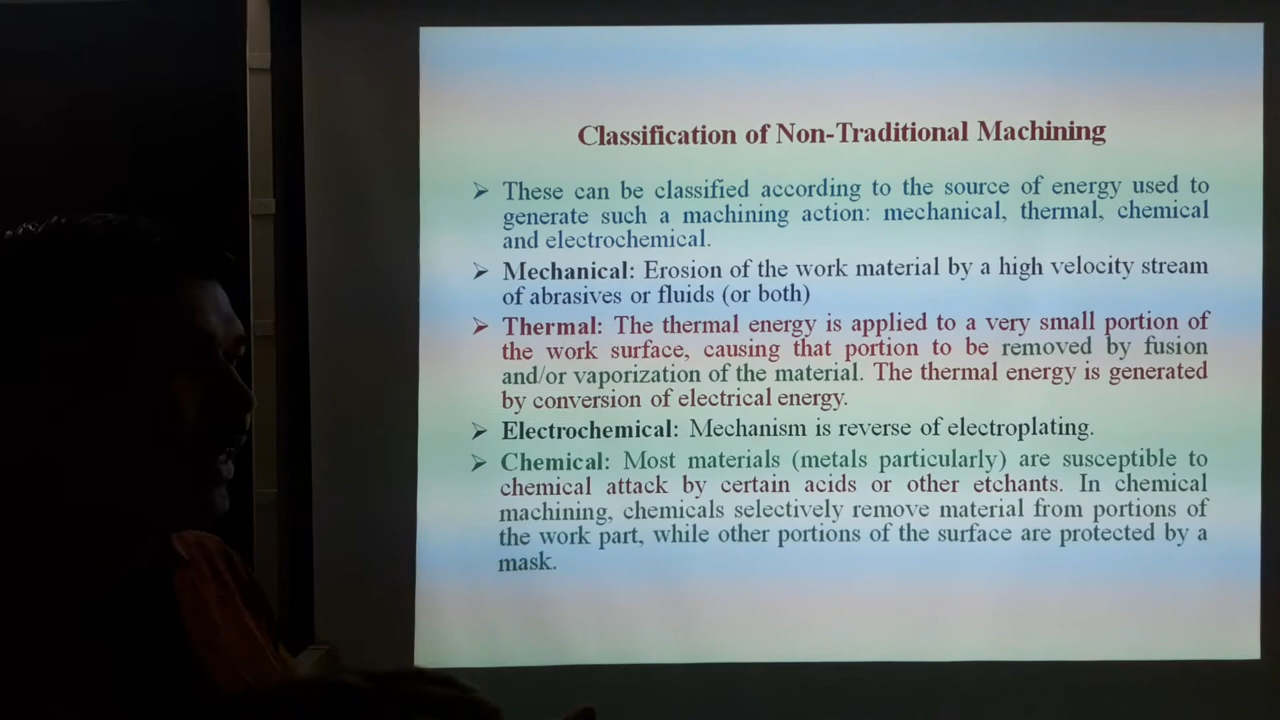 Classification of Non-Traditional Machining
➢ These can be classified according to the source of energy used to
generate such a machining action: mechanical, thermal, chemical
and electrochemical.
➢ Mechanical: Erosion of the work material by a high velocity stream
of abrasives or fluids (or both)
➢ Thermal: The thermal energy is applied to a very small portion of
the work surface, causing that portion to be removed by fusion
and/or vaporization of the material. The thermal energy is generated
by conversion of electrical energy.
➢ Electrochemical: Mechanism is reverse of electroplating.
➢ Chemical: Most materials (metals particularly) are susceptible to
chemical attack by certain acids or other etchants. In chemical
machining, chemicals selectively remove material from portions of
the work part, while other portions of the surface are protected by a
mask.